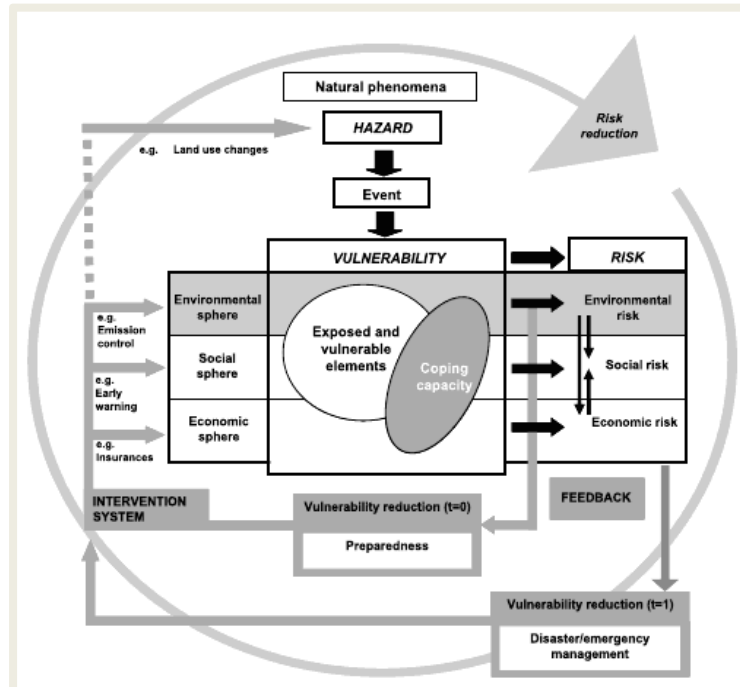 Natural phenomena
HAZARD
Risk
reduction
e.g. Land use changes
Event
VULNERABILITY
RISK
Environmental
sphere
Environmental
risk
e.g.
Emission
control
Exposed and
vulnerable
elements
Coping
capacity
Social
sphere
Social risk
e.g.
Early
warning
Economic
sphere
Economic risk
e.g.
Insurances
INTERVENTION
SYSTEM
Vulnerability reduction (t=0)
Preparedness
FEEDBACK
Vulnerability reduction (t=1)
Disaster/emergency
management